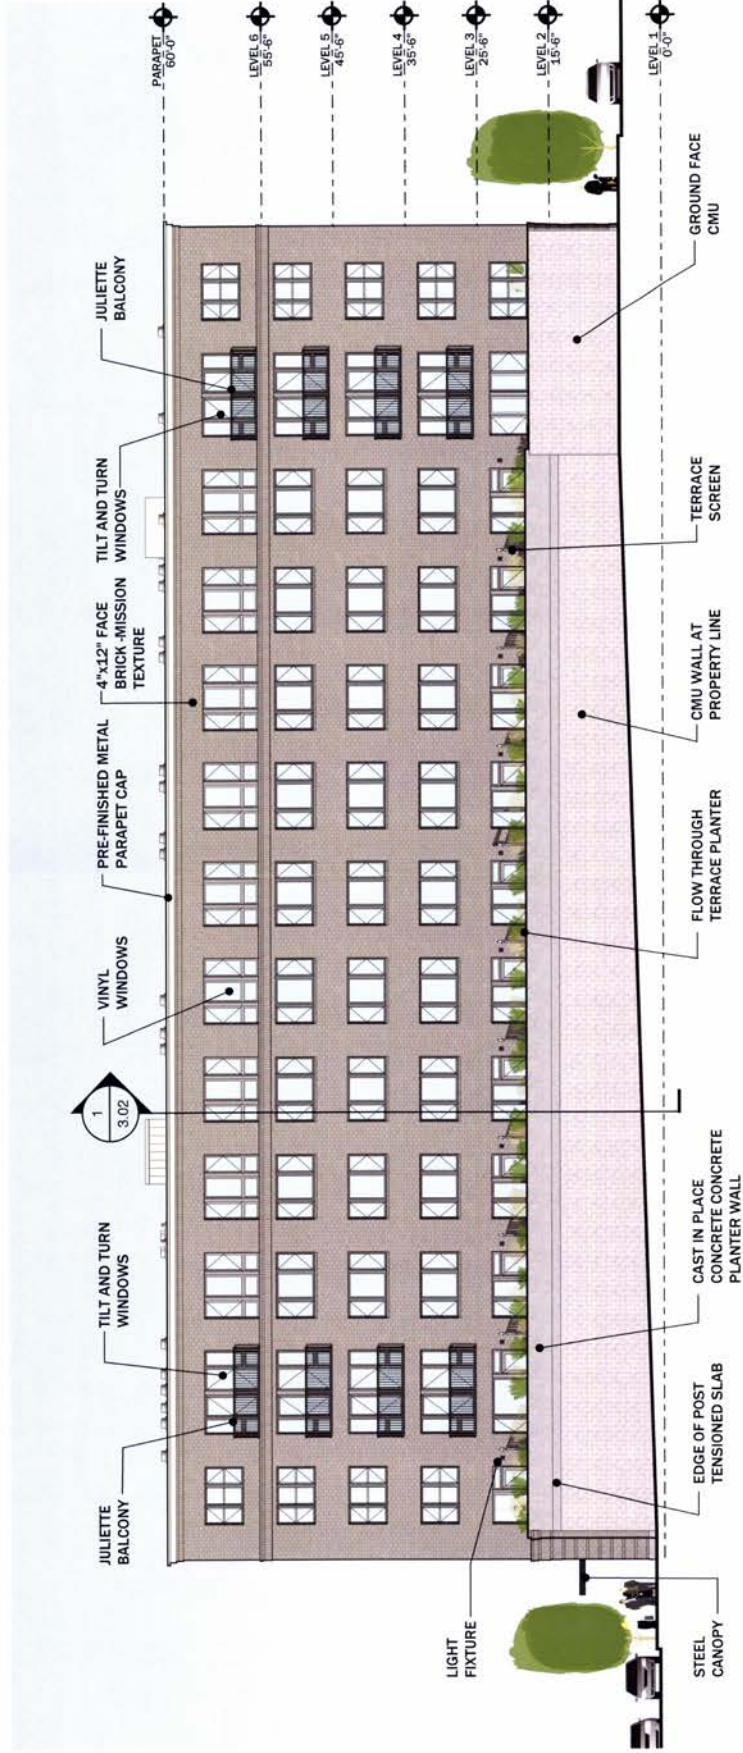 JULIETTE
BALCONY
TILT AND TURN
WINDOWS
1
3.02
VINYL
WINDOWS
PRE-FINISHED METAL
PARAPET CAP
4"x12" FACE
BRICK -MISSION
TEXTURE
TILT AND TURN
WINDOWS
JULIETTE
BALCONY
PARAPET
60'-0"
LEVEL 6
55'-6"
LEVEL 5
45'-6"
LEVEL 4
35'-6"
LEVEL 3
25'-6"
LEVEL 2
15'-6"
LEVEL 1
0'-0"
LIGHT
FIXTURE
STEEL
CANOPY
EDGE OF POST
TENSIONED SLAB
CAST IN PLACE
CONCRETE CONCRETE
PLANTER WALL
FLOW THROUGH
TERRACE PLANTER
CMU WALL AT
PROPERTY LINE
TERRACE
SCREEN
GROUND FACE
CMU